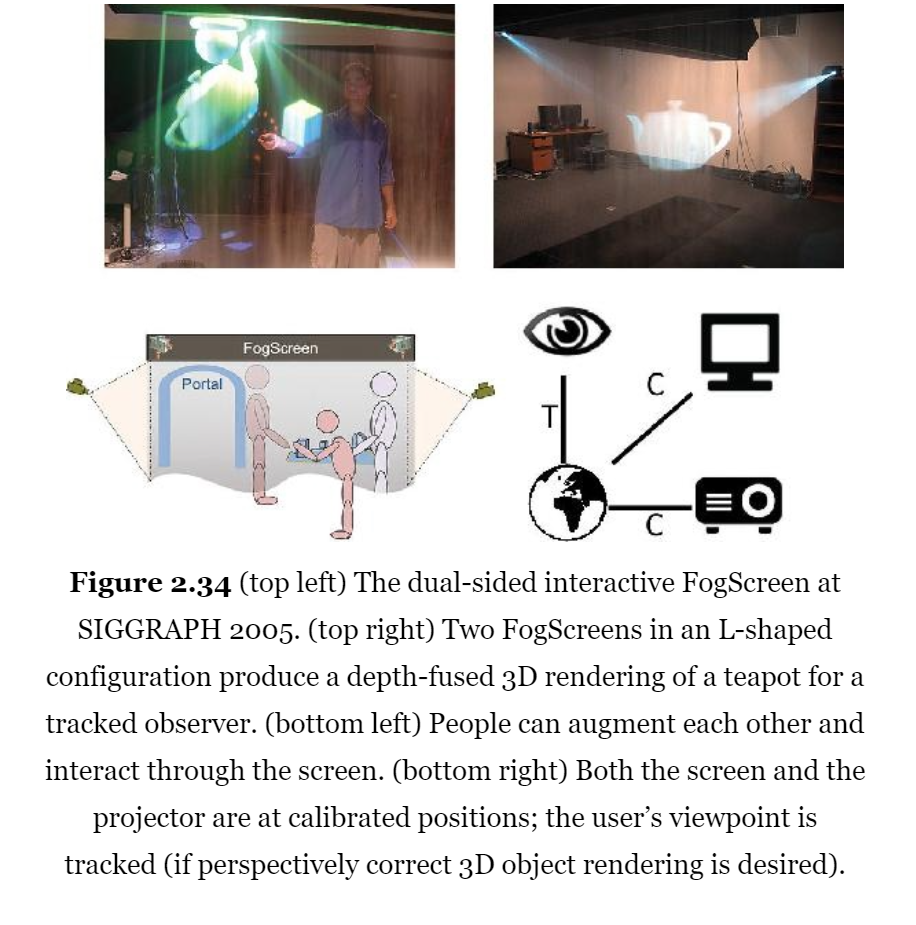 FogScreen
Portal
T
C
C
Figure 2.34 (top left) The dual-sided interactive FogScreen at
SIGGRAPH 2005. (top right) Two FogScreens in an L-shaped
configuration produce a depth-fused 3D rendering of a teapot for a
tracked observer. (bottom left) People can augment each other and
interact through the screen. (bottom right) Both the screen and the
projector are at calibrated positions; the user’s viewpoint is
tracked (if perspectively correct 3D object rendering is desired).